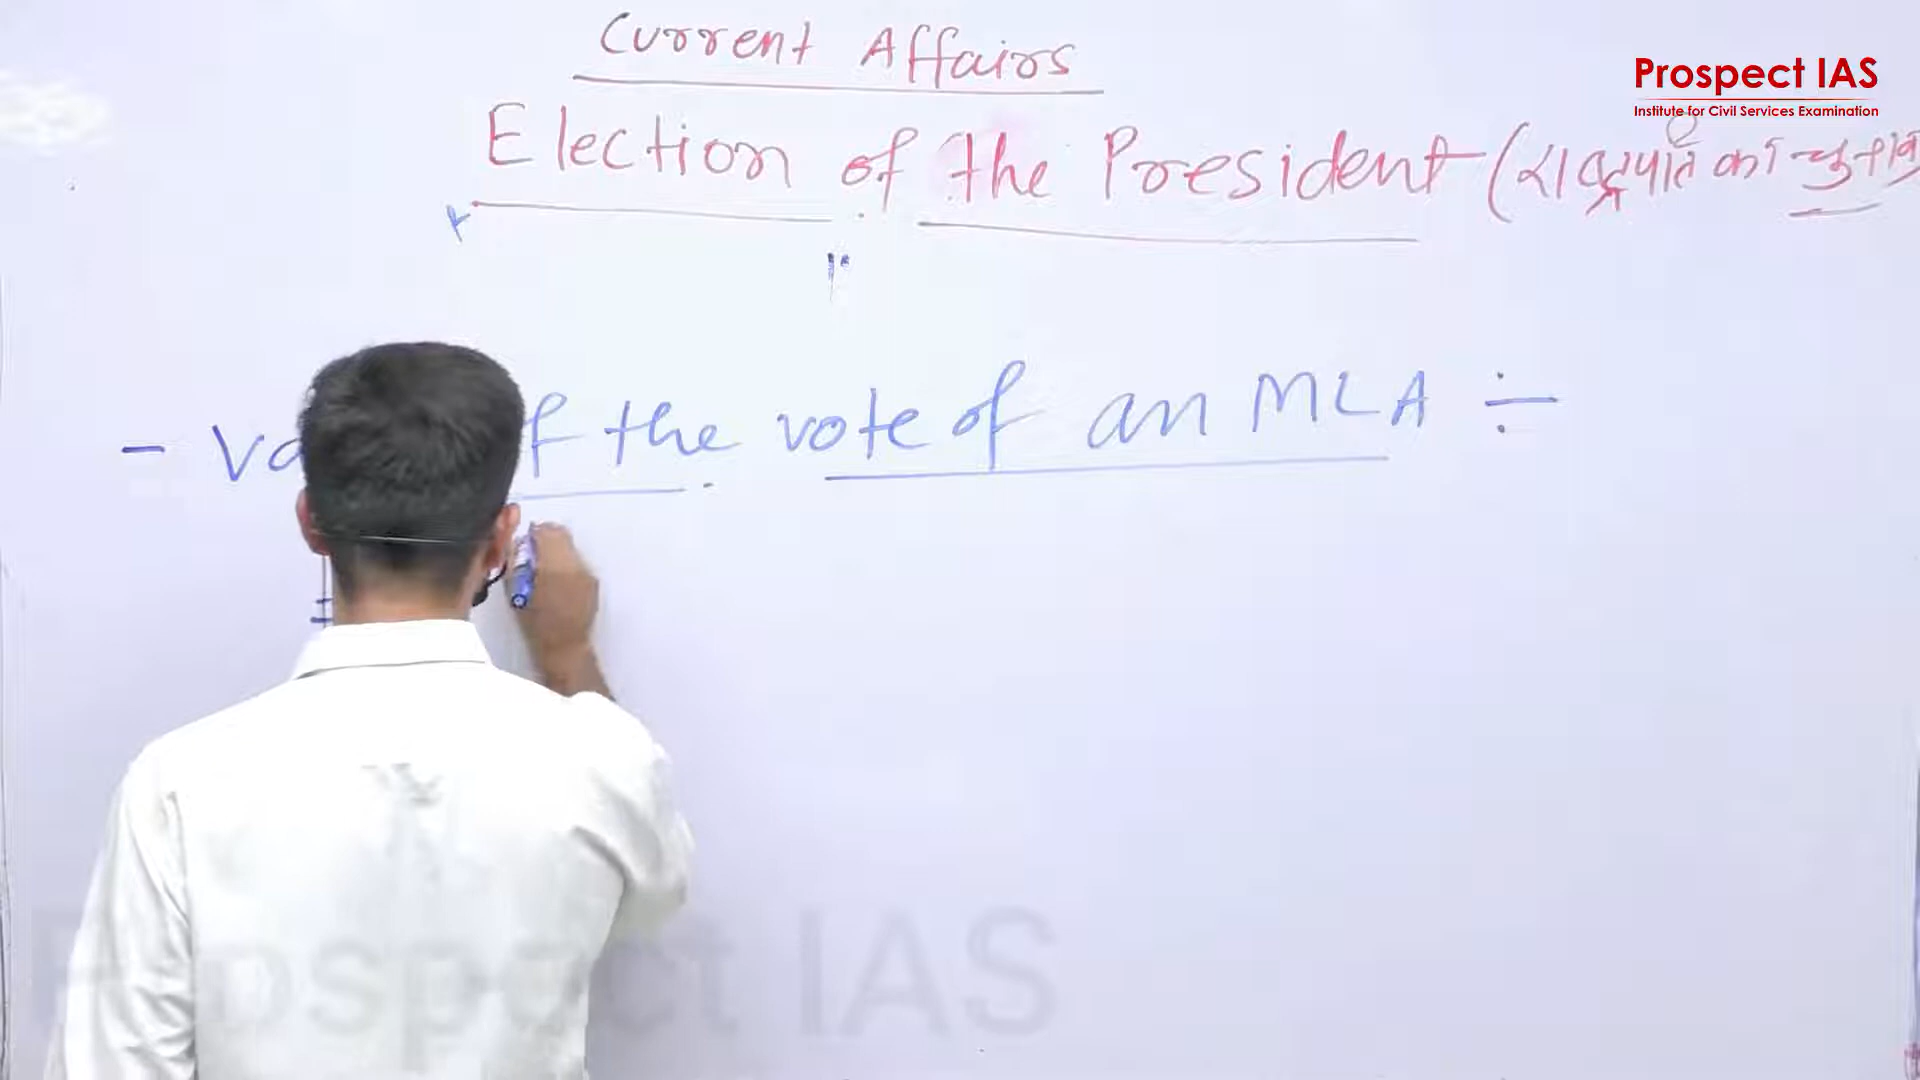 Current Affairs
Prospect IAS
Institute for Civil Services Examination
Election of the President (राष्ट्रपति का चुनाव
- Va f the vote of an MLA ÷
Prospect IAS